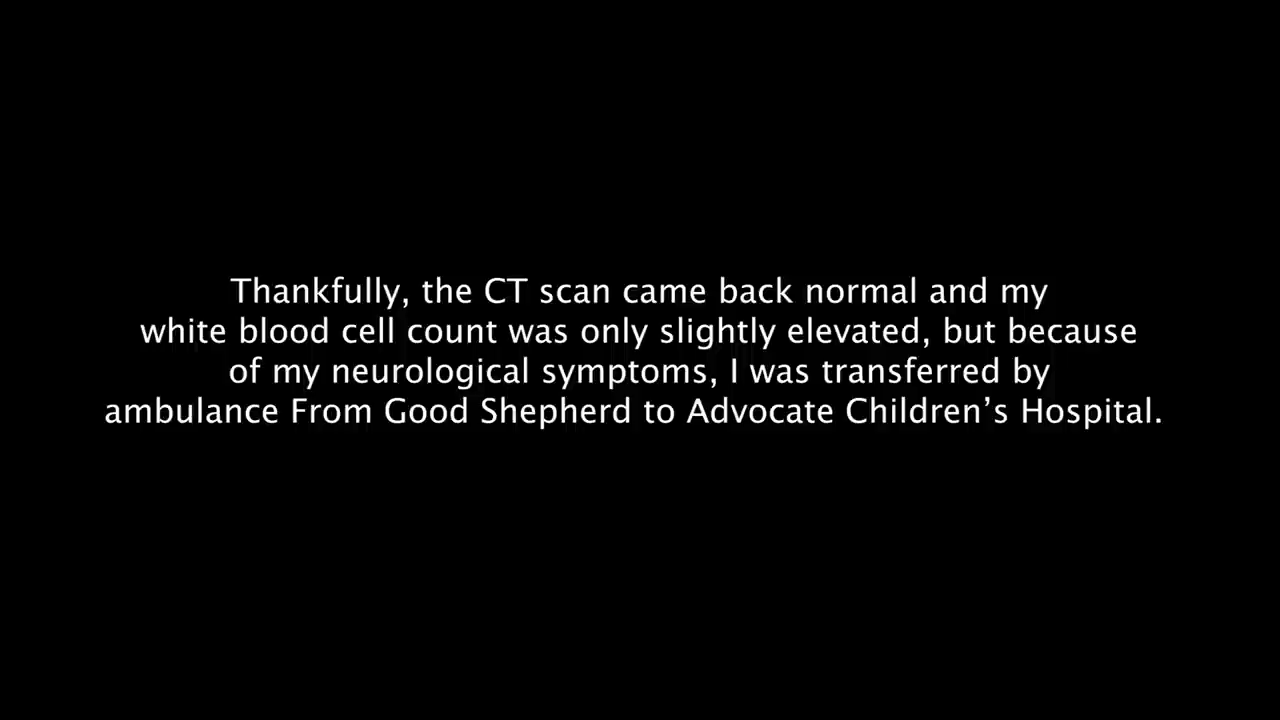 Thankfully, the CT scan came back normal and my
white blood cell count was only slightly elevated, but because
of my neurological symptoms, I was transferred by
ambulance From Good Shepherd to Advocate Children’s Hospital.